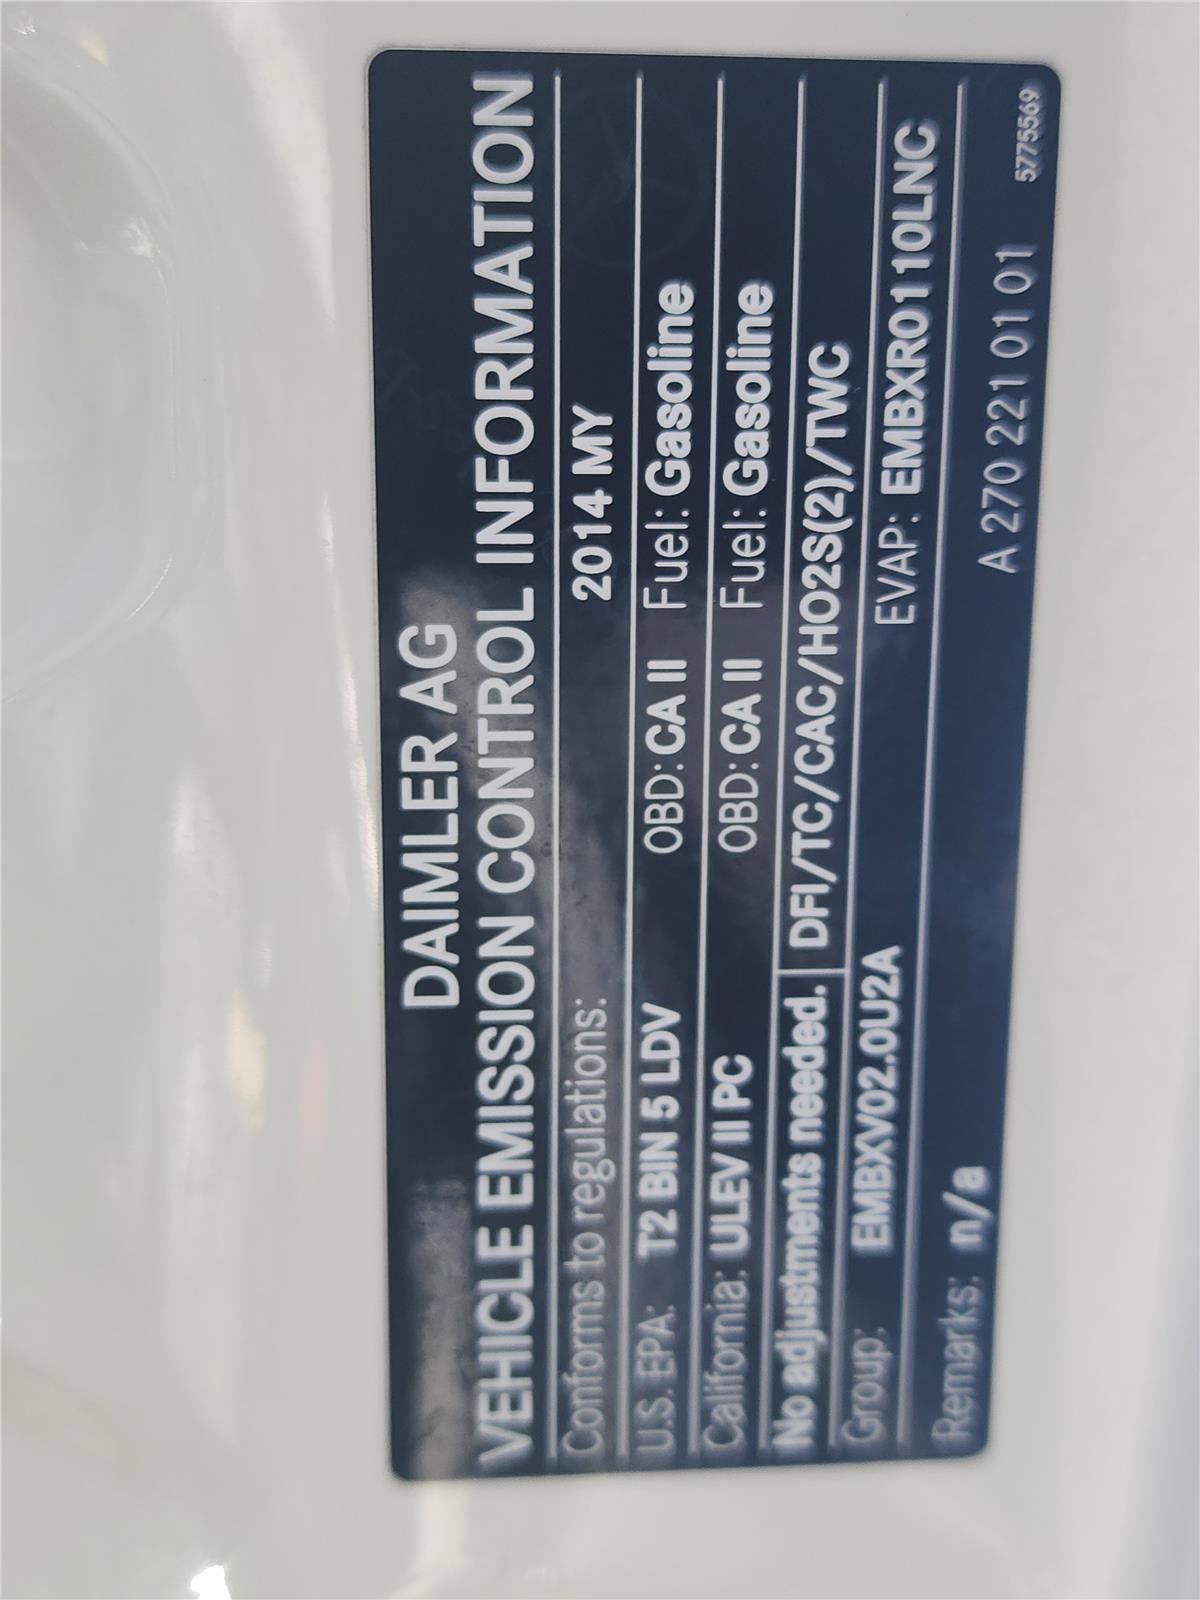 DAIMLER AG
VEHICLE EMISSION CONTROL INFORMATION
Conforms to regulations: 2014 MY
U.S. EPA: T2 BIN 5 LDV OBD: CA II Fuel: Gasoline
California: ULEV II PC OBD: CA II Fuel: Gasoline
No adjustments needed. DFI/TC/CAC/HO2S(2)/TWC
Group: EMBXV02.0U2A EVAP: EMBXR0110LNC
Remarks: n/a
A 270 221 01 01 5775569